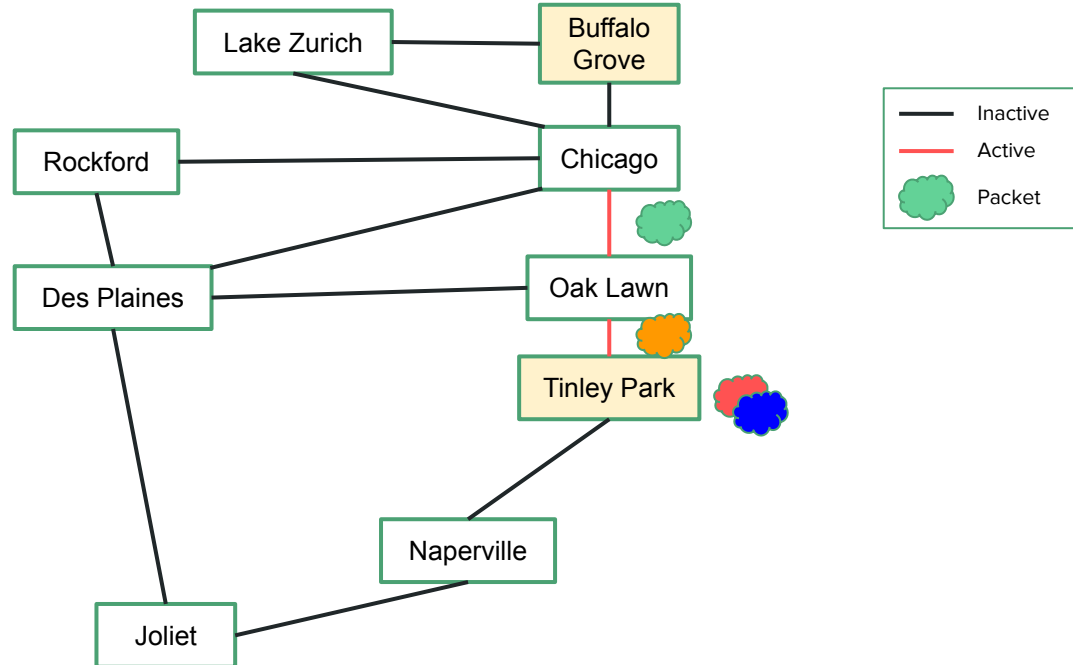 Lake Zurich
Buffalo
Grove
Rockford
Chicago
Des Plaines
Oak Lawn
Tinley Park
Naperville
Joliet
Inactive
Active
Packet